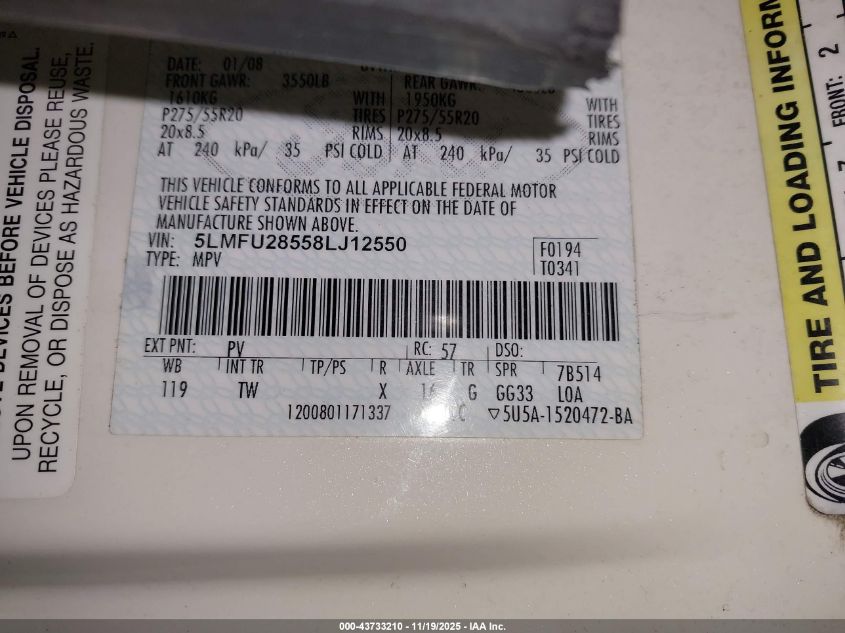 DATE: 01/08
FRONT GAWR: 3550LB REAR GAWR:
1610KG WITH 1950KG WITH
P275/55R20 TIRES P275/55R20 TIRES
20x8.5 RIMS 20x8.5 RIMS
AT 240 kPa/ 35 PSI COLD AT 240 kPa/ 35 PSI COLD
THIS VEHICLE CONFORMS TO ALL APPLICABLE FEDERAL MOTOR
VEHICLE SAFETY STANDARDS IN EFFECT ON THE DATE OF
MANUFACTURE SHOWN ABOVE.
VIN: 5LMFU28558LJ12550
TYPE: MPV
F0194
T0341
EXT PNT: PV RC: 57 DSO:
WB INT TR TP/PS R AXLE TR SPR 7B514
119 TW X G GG33 LOA
1200801171337 ▽5U5A-1520472-BA
DEVICES BEFORE VEHICLE DISPOSAL.
UPON REMOVAL OF DEVICES PLEASE REUSE,
RECYCLE, OR DISPOSE AS HAZARDOUS WASTE.
TIRE AND LOADING INFORM
FRONT: 2
000-43733210 - 11/19/2025 - IAA Inc.